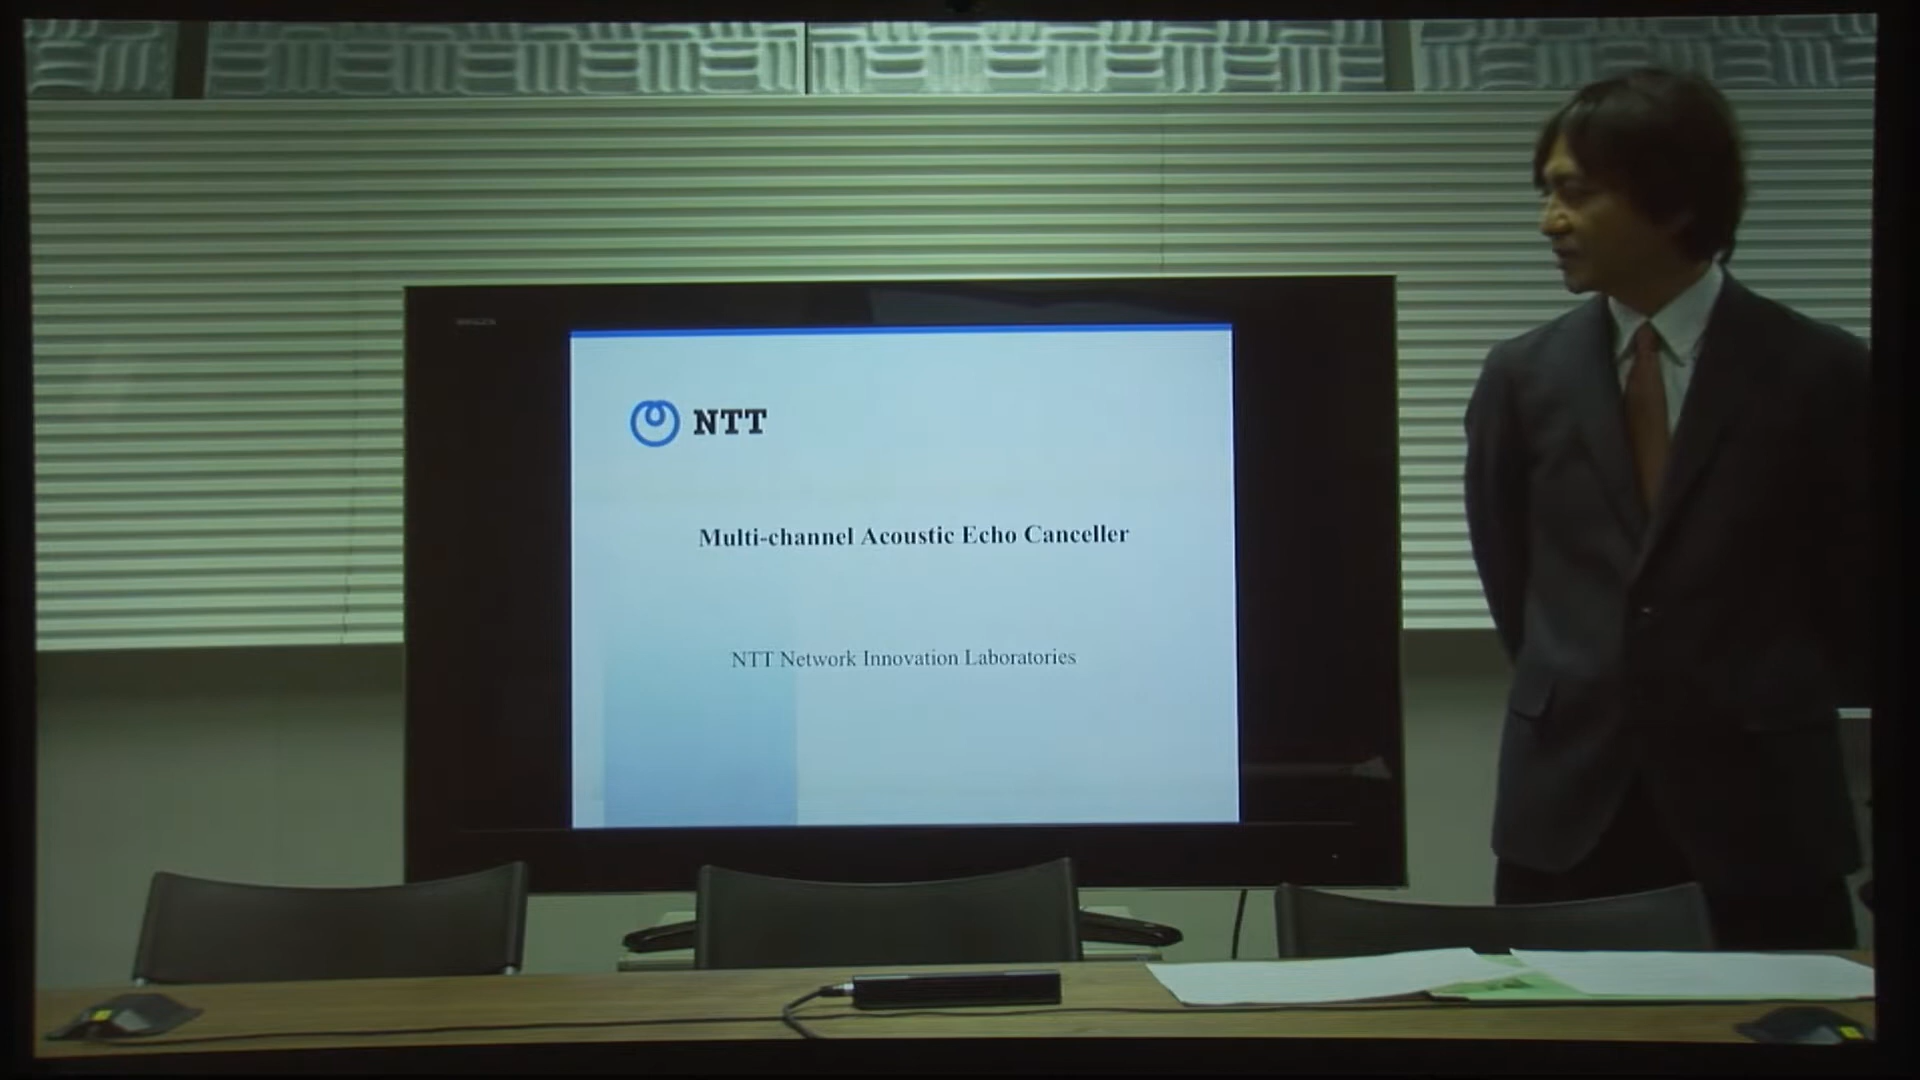 NTT
Multi-channel Acoustic Echo Canceller
NTT Network Innovation Laboratories